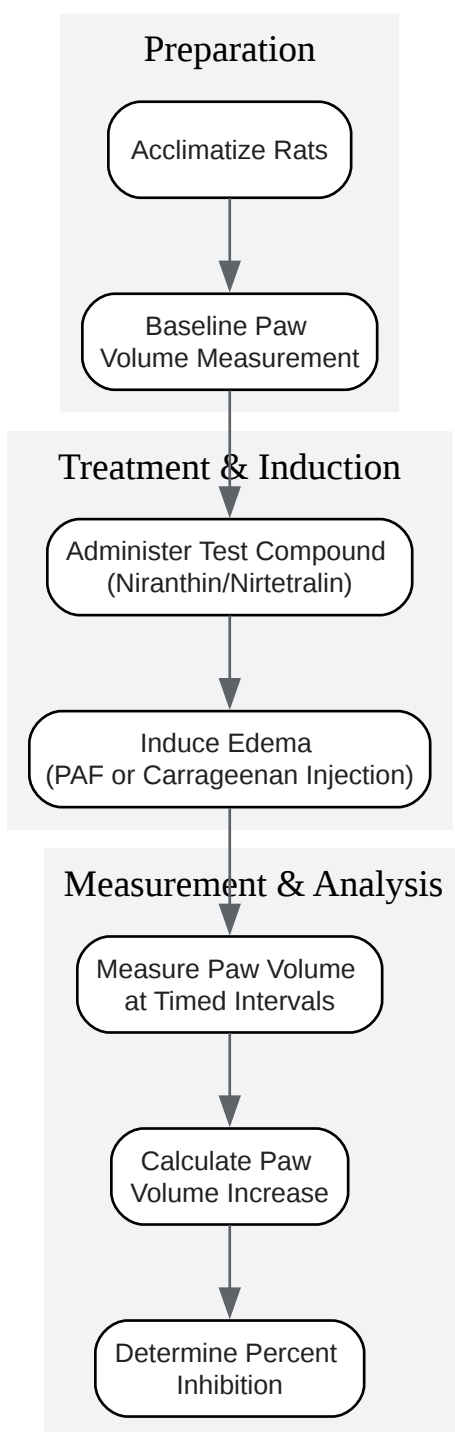 Preparation
Acclimatize Rats
Baseline Paw
Volume Measurement
Treatment & Induction
Administer Test Compound
(Niranthin/Nirtetralin)
Induce Edema
(PAF or Carrageenan Injection)
Measurement & Analysis
Measure Paw Volume
at Timed Intervals
Calculate Paw
Volume Increase
Determine Percent
Inhibition